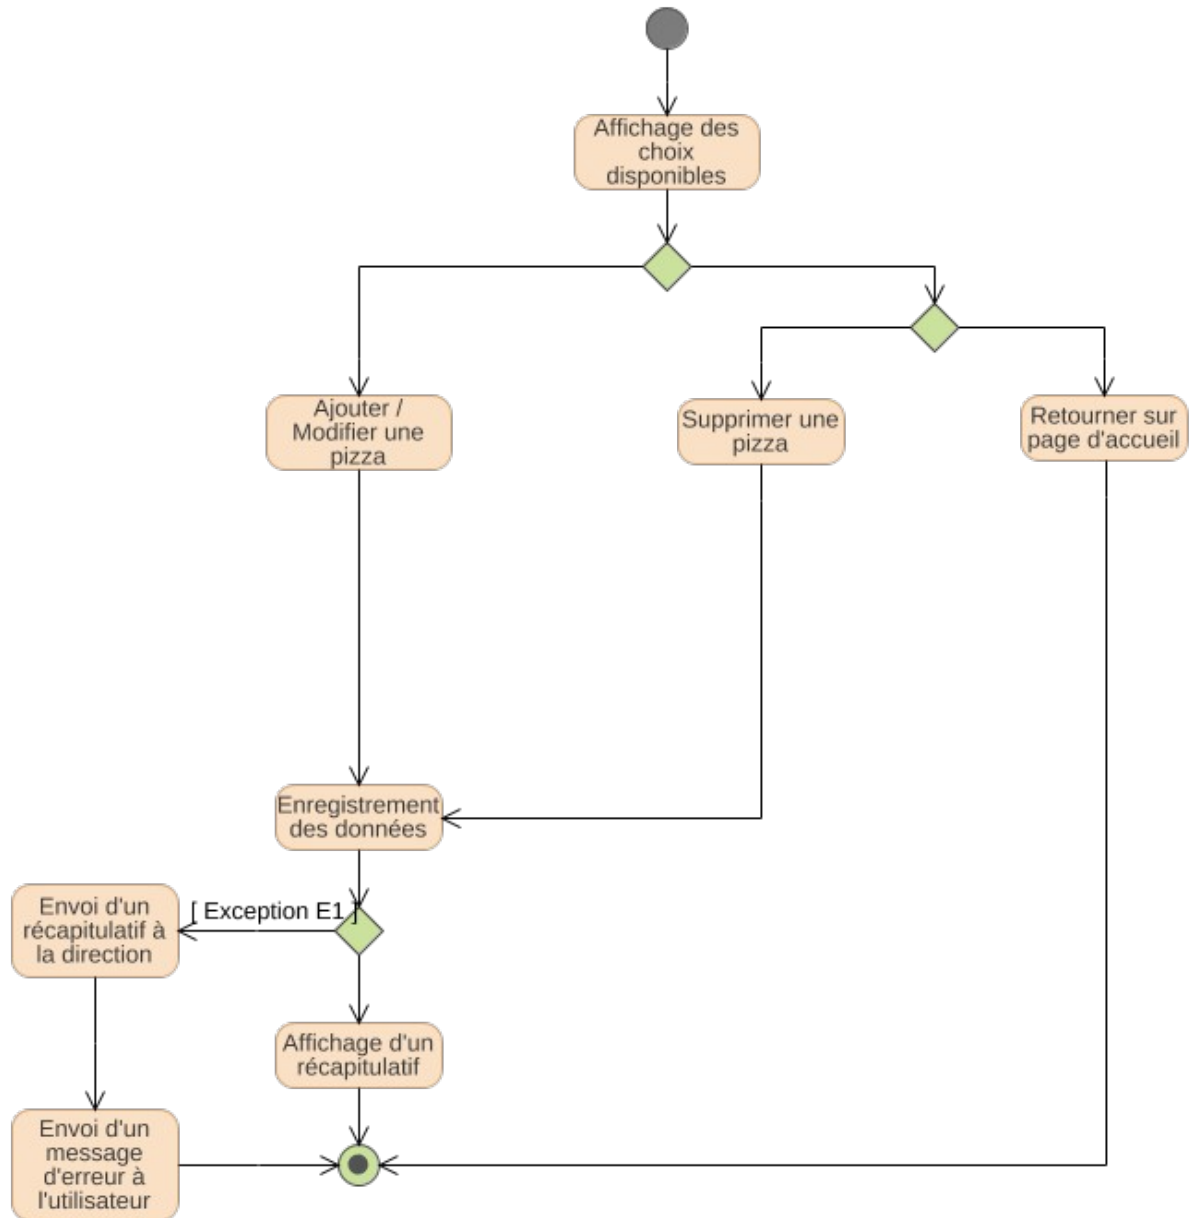 Affichage des
choix
disponibles
Ajouter /
Modifier une
pizza
Supprimer une
pizza
Retourner sur
page d'accueil
Enregistrement
des données
[ Exception E1 ]
Envoi d'un
récapitulatif à
la direction
Affichage d'un
récapitulatif
Envoi d'un
message
d'erreur à
l'utilisateur